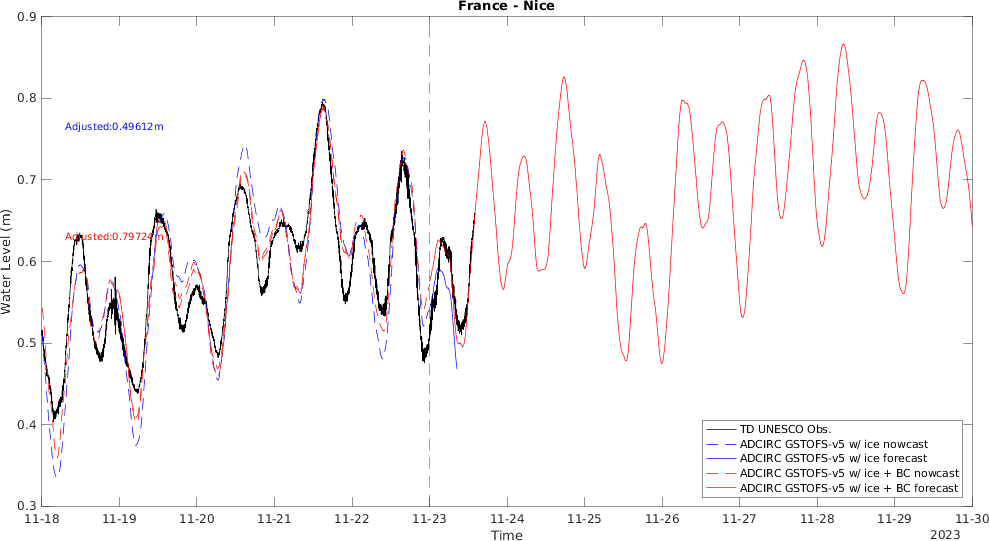 France - Nice
0.9
0.8
0.7
0.6
0.5
0.4
0.3
Water Level (m)
Adjusted:0.49612m
Adjusted:0.79724m
TD UNESCO Obs.
ADCIRC GSTOFS-v5 w/ ice nowcast
ADCIRC GSTOFS-v5 w/ ice forecast
ADCIRC GSTOFS-v5 w/ ice + BC nowcast
ADCIRC GSTOFS-v5 w/ ice + BC forecast
11-18 11-19 11-20 11-21 11-22 11-23 11-24 11-25 11-26 11-27 11-28 11-29 11-30
Time
2023